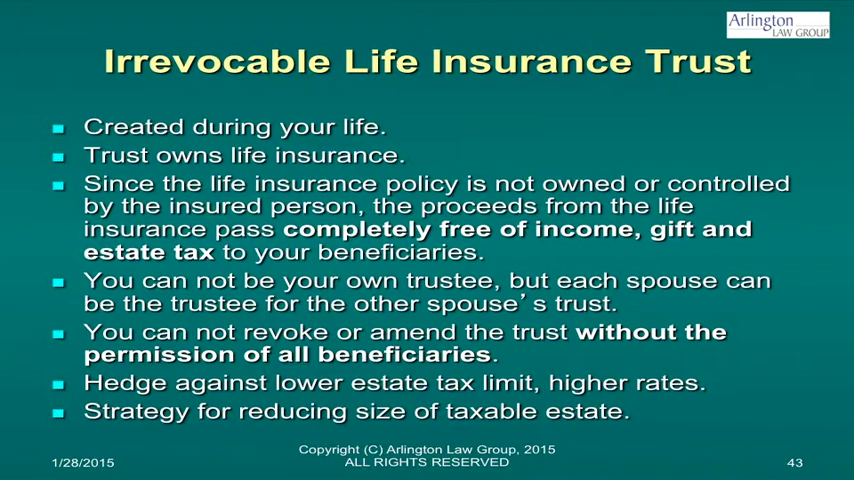 Arlington
LAW GROUP
Irrevocable Life Insurance Trust
Created during your life.
Trust owns life insurance.
Since the life insurance policy is not owned or controlled
by the insured person, the proceeds from the life
insurance pass completely free of income, gift and
estate tax to your beneficiaries.
You can not be your own trustee, but each spouse can
be the trustee for the other spouse's trust.
You can not revoke or amend the trust without the
permission of all beneficiaries.
Hedge against lower estate tax limit, higher rates.
Strategy for reducing size of taxable estate.
1/28/2015
Copyright (C) Arlington Law Group, 2015
ALL RIGHTS RESERVED
43